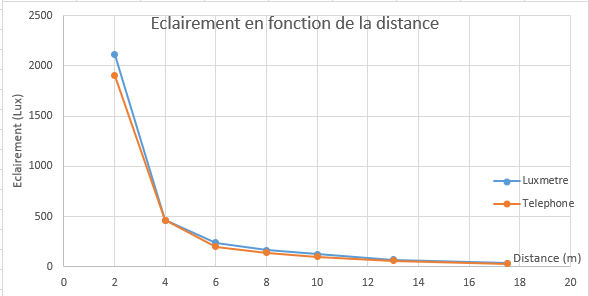 Eclairement en fonction de la distance
2500
2000
1500
1000
500
0
Eclairement (Lux)
0 2 4 6 8 10 12 14 16 18 20
Distance (m)
Luxmetre
Telephone